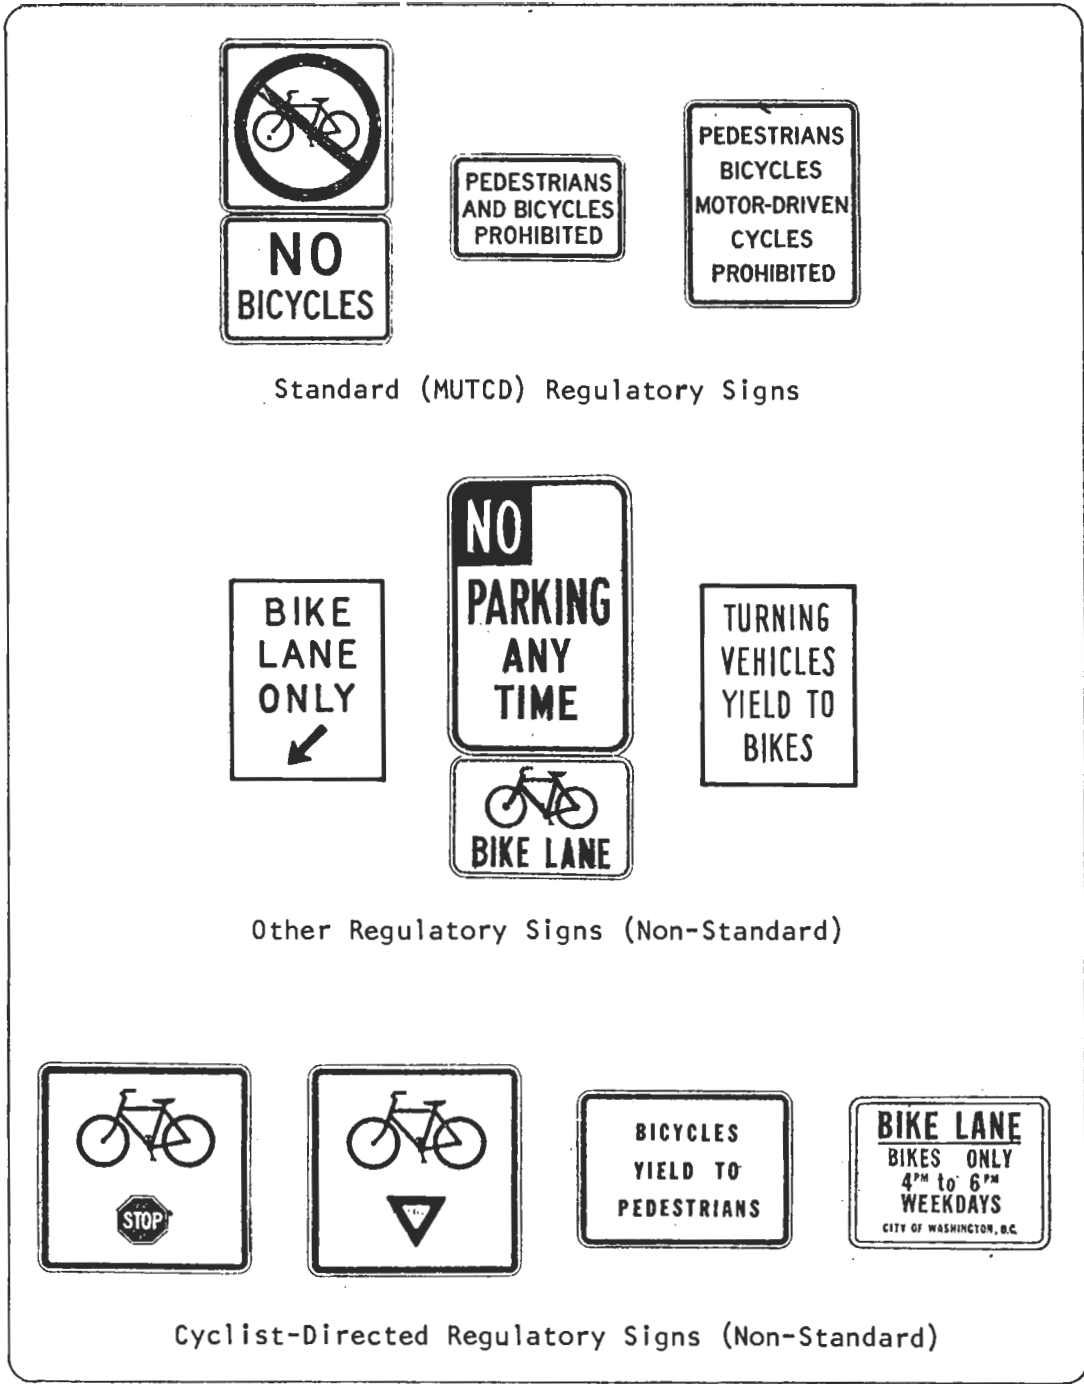 NO
BICYCLES
PEDESTRIANS
AND BICYCLES
PROHIBITED
PEDESTRIANS
BICYCLES
MOTOR-DRIVEN
CYCLES
PROHIBITED
Standard (MUTCD) Regulatory Signs
BIKE
LANE
ONLY
NO
PARKING
ANY
TIME
BIKE LANE
TURNING
VEHICLES
YIELD TO
BIKES
Other Regulatory Signs (Non-Standard)
STOP
BICYCLES
YIELD TO
PEDESTRIANS
BIKE LANE
BIKES ONLY
4PM to 6PM
WEEKDAYS
CITY OF WASHINGTON, D.C.
Cyclist-Directed Regulatory Signs (Non-Standard)